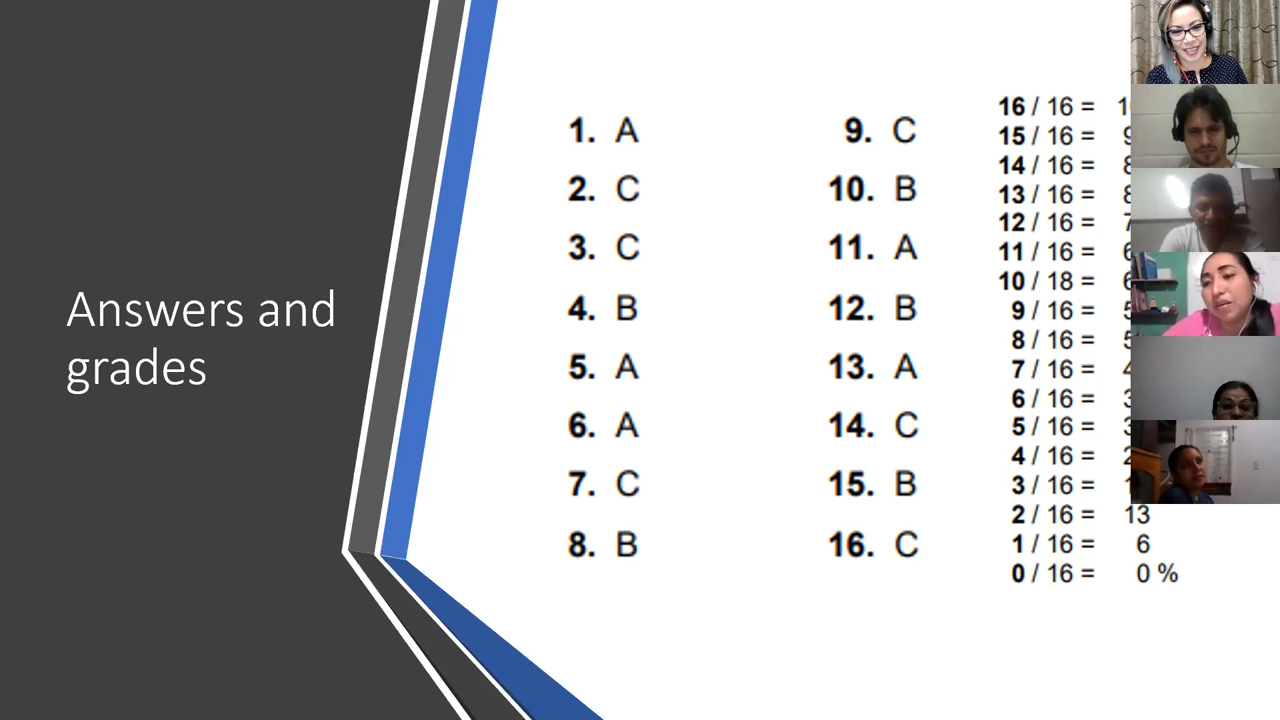 Answers and
grades
1. A
2. C
3. C
4. B
5. A
6. A
7. C
8. B
9. C
10. B
11. A
12. B
13. A
14. C
15. B
16. C
16 / 16 =
15 / 16 =
14 / 16 =
13 / 16 =
12 / 16 =
11 / 16 =
10 / 18 =
9 / 16 =
8 / 16 =
7 / 16 =
6 / 16 =
5 / 16 =
4 / 16 =
3 / 16 =
2 / 16 = 13
1 / 16 = 6
0 / 16 = 0 %